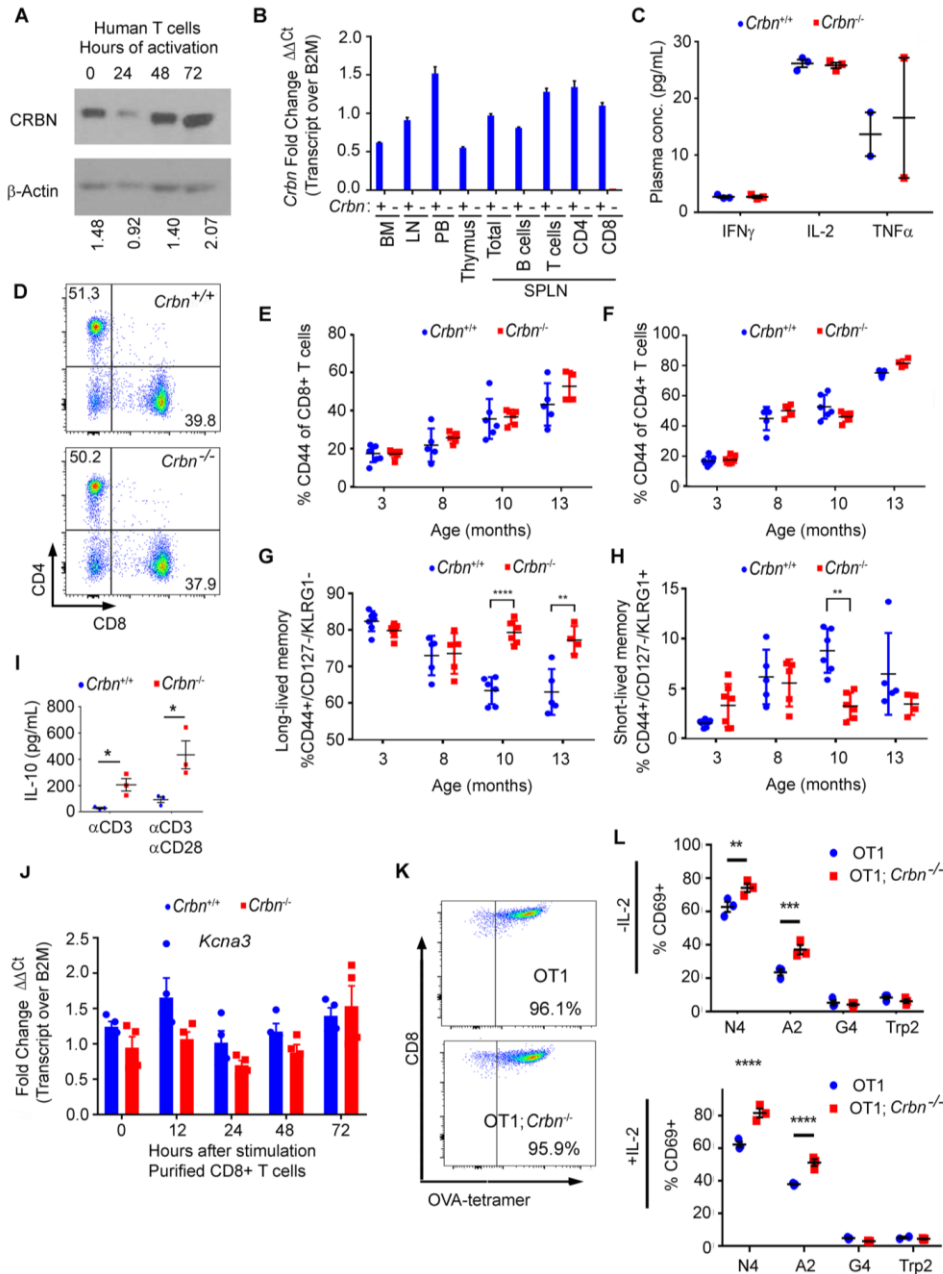 A
Human T cells
Hours of activation
0 24 48 72
CRBN
β-Actin
1.48 0.92 1.40 2.07
B
Crbn Fold Change ΔΔCt
(Transcript over B2M)
2.0
1.5
1.0
0.5
0.0
Crbn: + - + - + - + - + - + - + - + - + -
BM LN PB Thymus Total B cells T cells CD4 CD8
SPLN
C
Crbn+/+ Crbn-/-
Plasma conc. (pg/mL)
30
20
10
0
IFNγ IL-2 TNFα
D
51.3 Crbn+/+
39.8
50.2 Crbn-/-
37.9
CD4
CD8
E
Crbn+/+ Crbn-/-
% CD44 of CD8+ T cells
80
60
40
20
0
3 8 10 13
Age (months)
F
Crbn+/+ Crbn-/-
% CD44 of CD4+ T cells
100
80
60
40
20
0
3 8 10 13
Age (months)
G
Crbn+/+ Crbn-/-
Long-lived memory
%CD44+/CD127-/KLRG1-
90
80
70
60
50
**** **
3 8 10 13
Age (months)
H
Crbn+/+ Crbn-/-
Short-lived memory
%CD44+/CD127-/KLRG1+
15
10
5
0
**
3 8 10 13
Age (months)
I
Crbn+/+ Crbn-/-
IL-10 (pg/mL)
800
600
400
200
0
* *
αCD3 αCD3
αCD28
J
Crbn+/+ Crbn-/-
Kcna3
Fold Change ΔΔCt
(Transcript over B2M)
2.5
2.0
1.5
1.0
0.5
0.0
0 12 24 48 72
Hours after stimulation
Purified CD8+ T cells
K
OT1
96.1%
OT1;Crbn-/-
95.9%
CD8
OVA-tetramer
L
-IL-2
% CD69+
100
80
60
40
20
0
OT1
OT1; Crbn-/-
** ***
N4 A2 G4 Trp2
+IL-2
% CD69+
100
80
60
40
20
0
OT1
OT1; Crbn-/-
**** ****
N4 A2 G4 Trp2